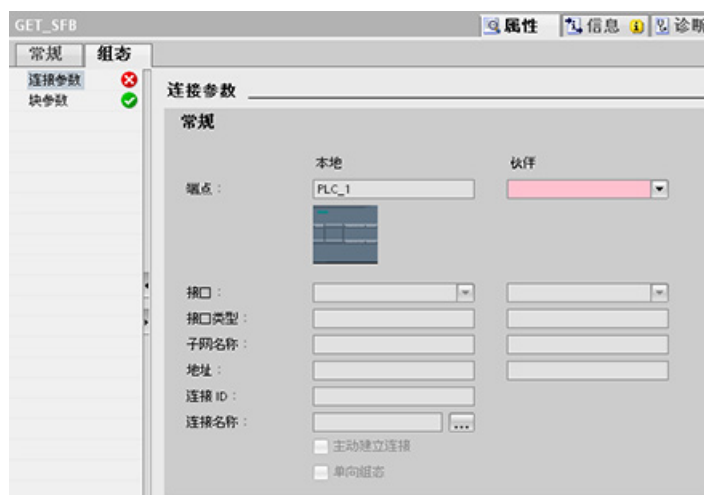 GET_SFB
属性 信息 诊断
常规 组态
连接参数
块参数
连接参数
常规
本地 伙伴
端点：
PLC_1
接口：
接口类型：
子网名称：
地址：
连接 ID：
连接名称：
...
主动建立连接
单向组态